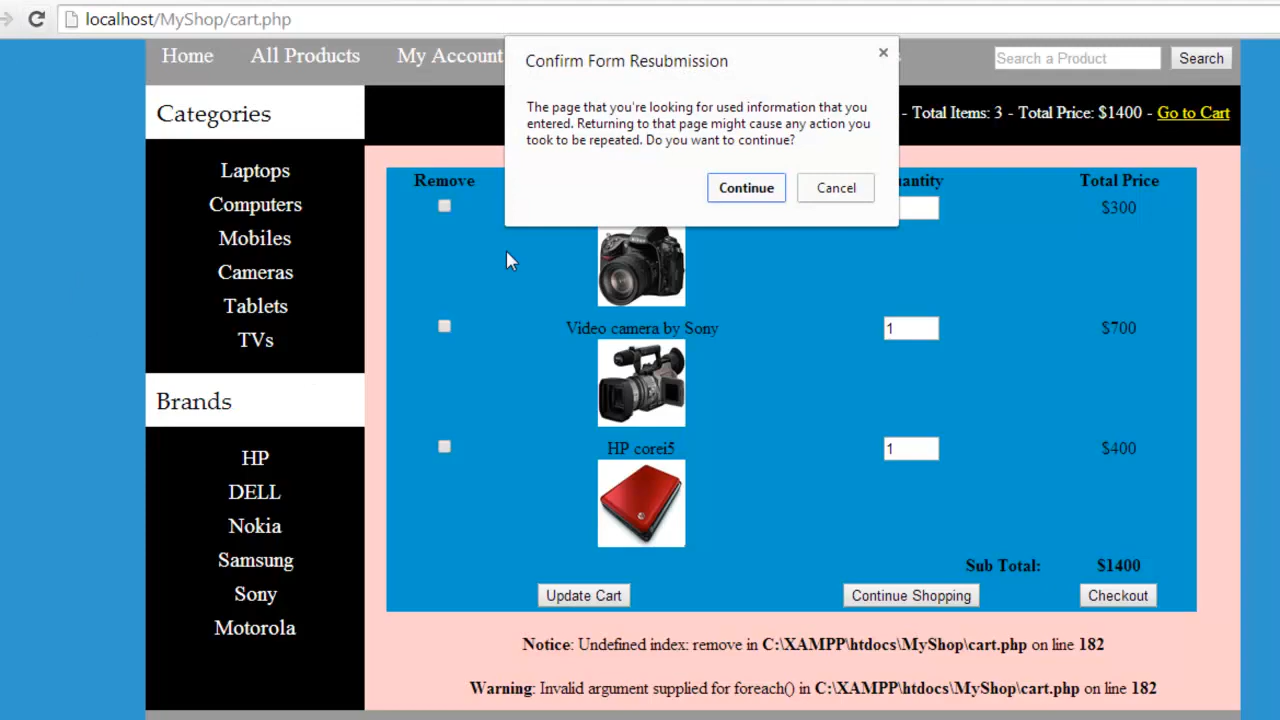 localhost/MyShop/cart.php
Home All Products My Account
Search a Product Search
Confirm Form Resubmission
The page that you're looking for used information that you
entered. Returning to that page might cause any action you
took to be repeated. Do you want to continue?
Continue Cancel
- Total Items: 3 - Total Price: $1400 - Go to Cart
Categories
Laptops
Computers
Mobiles
Cameras
Tablets
TVs
Brands
HP
DELL
Nokia
Samsung
Sony
Motorola
Remove antity Total Price
$300
Video camera by Sony 1 $700
HP corei5 1 $400
Sub Total: $1400
Update Cart Continue Shopping Checkout
Notice: Undefined index: remove in C:\XAMPP\htdocs\MyShop\cart.php on line 182
Warning: Invalid argument supplied for foreach() in C:\XAMPP\htdocs\MyShop\cart.php on line 182